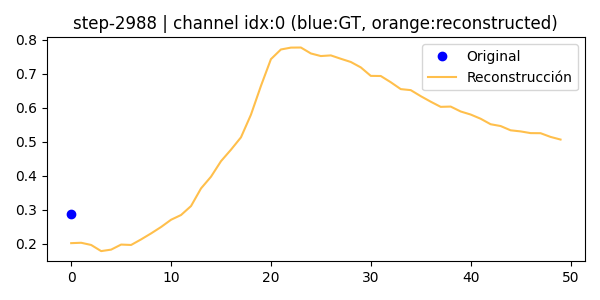 step-2988 | channel idx:0 (blue:GT, orange:reconstructed)
Original
Reconstrucción
0.8
0.7
0.6
0.5
0.4
0.3
0.2
0 10 20 30 40 50